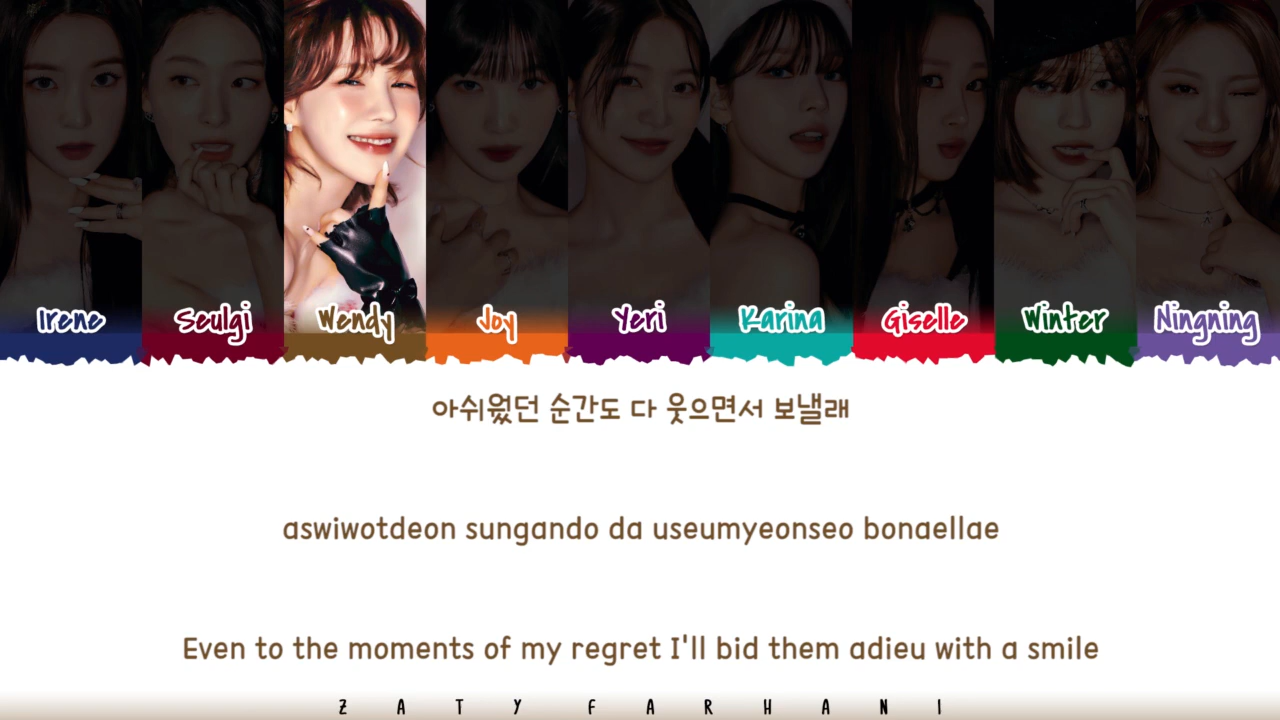 Irene Seulgi Wendy Joy Yeri Karina Giselle Winter Ningning
아쉬웠던 순간도 다 웃으면서 보낼래
aswiwotdeon sungando da useumyeonseo bonaellae
Even to the moments of my regret I'll bid them adieu with a smile
ZATY FARHANI